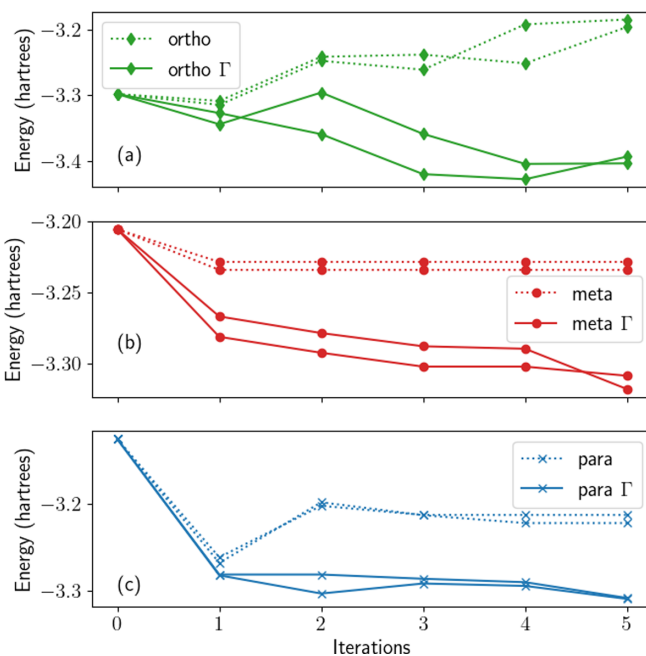 −3.2
ortho
ortho Γ
Energy (hartrees)
−3.3
(a)
−3.4
−3.20
Energy (hartrees)
−3.25
meta
meta Γ
(b)
−3.30
para
para Γ
Energy (hartrees)
−3.2
(c)
−3.3
0 1 2 3 4 5
Iterations